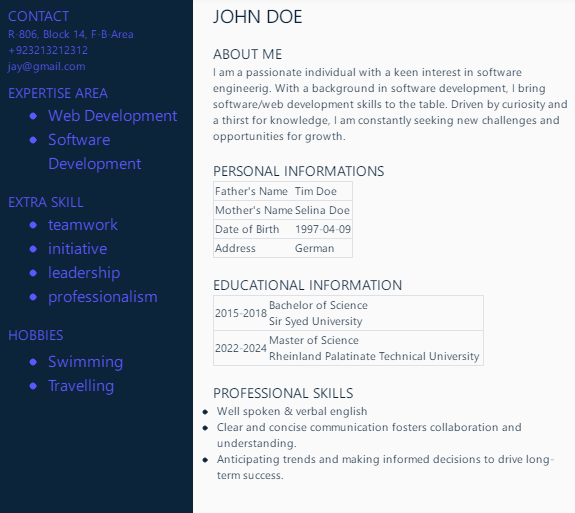 CONTACT
R-806, Block 14, F-B-Area
+923213212312
jay@gmail.com
EXPERTISE AREA
Web Development
Software
Development
EXTRA SKILL
teamwork
initiative
leadership
professionalism
HOBBIES
Swimming
Travelling
JOHN DOE
ABOUT ME
I am a passionate individual with a keen interest in software
engineerig. With a background in software development, I bring
software/web development skills to the table. Driven by curiosity and
a thirst for knowledge, I am constantly seeking new challenges and
opportunities for growth.
PERSONAL INFORMATIONS
Father's Name Tim Doe
Mother's Name Selina Doe
Date of Birth 1997-04-09
Address German
EDUCATIONAL INFORMATION
2015-2018 Bachelor of Science
Sir Syed University
2022-2024 Master of Science
Rheinland Palatinate Technical University
PROFESSIONAL SKILLS
Well spoken & verbal english
Clear and concise communication fosters collaboration and
understanding.
Anticipating trends and making informed decisions to drive long-
term success.